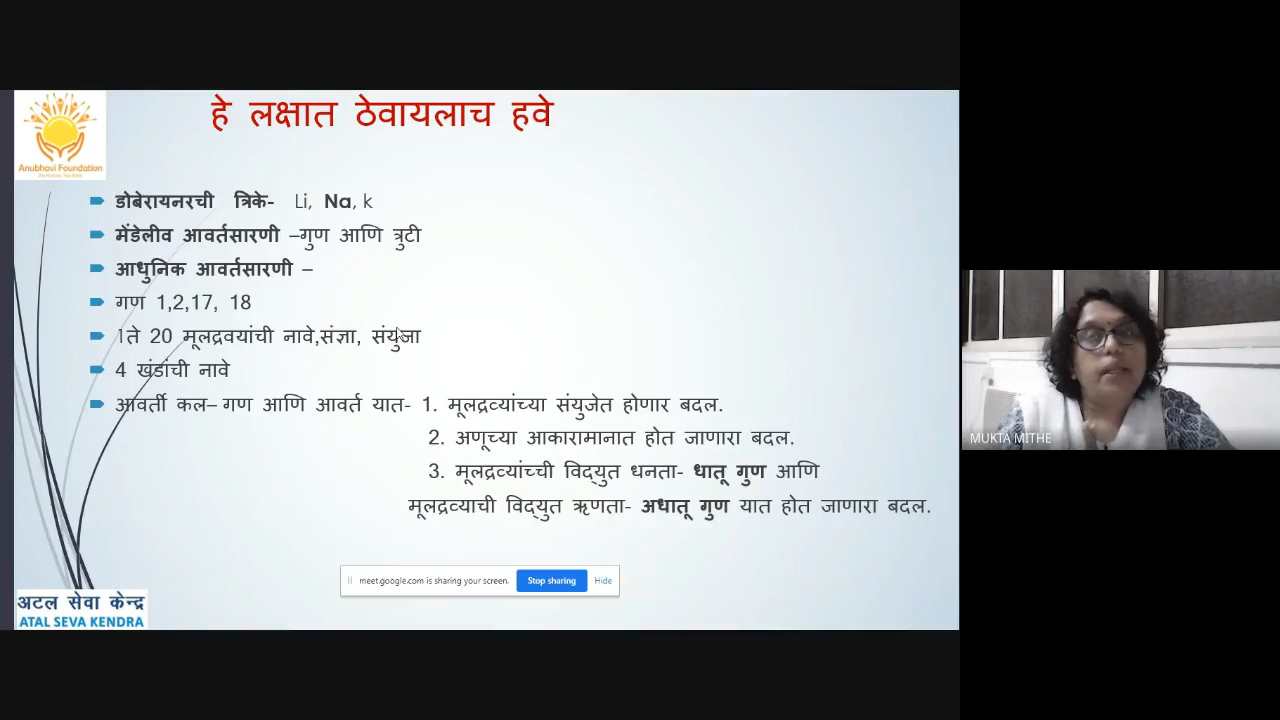 हे लक्षात ठेवायलाच हवे
Anubhavi Foundation
डोबेरायनरची त्रिके- Li, Na, k
मेंडेलीव आवर्तसारणी –गुण आणि त्रुटी
आधुनिक आवर्तसारणी –
गण 1,2,17, 18
1ते 20 मूलद्रवयांची नावे,संज्ञा, संयुजा
4 खंडांची नावे
आवर्ती कल– गण आणि आवर्त यात- 1. मूलद्रव्यांच्या संयुजेत होणार बदल.
2. अणूच्या आकारामानात होत जाणारा बदल.
3. मूलद्रव्यांच्ची विद्युत धनता- धातू गुण आणि
मूलद्रव्याची विद्युत ऋणता- अधातू गुण यात होत जाणारा बदल.
meet.google.com is sharing your screen. Stop sharing Hide
अटल सेवा केन्द्र
ATAL SEVA KENDRA
MUKTA MITHE